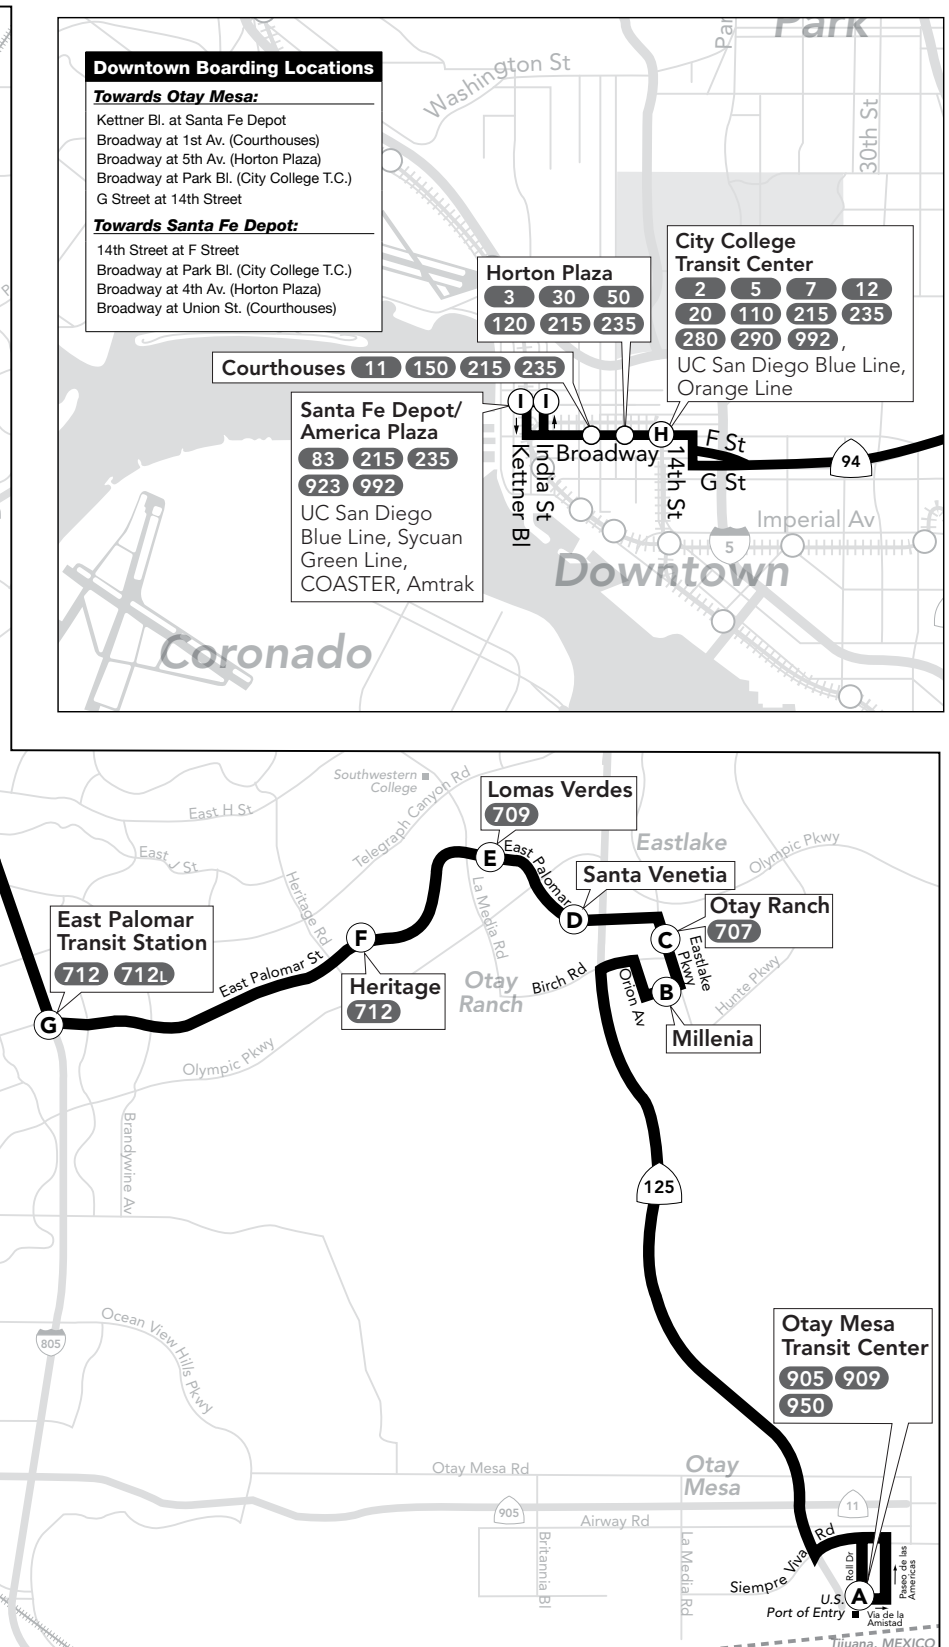 Park
Washington St
30th St
Downtown Boarding Locations
Towards Otay Mesa:
Kettner Bl. at Santa Fe Depot
Broadway at 1st Av. (Courthouses)
Broadway at 5th Av. (Horton Plaza)
Broadway at Park Bl. (City College T.C.)
G Street at 14th Street
Towards Santa Fe Depot:
14th Street at F Street
Broadway at Park Bl. (City College T.C.)
Broadway at 4th Av. (Horton Plaza)
Broadway at Union St. (Courthouses)
City College
Transit Center
2 5 7 12
20 110 215 235
280 290 992 ,
UC San Diego Blue Line,
Orange Line
Horton Plaza
3 30 50
120 215 235
Courthouses 11 150 215 235
Santa Fe Depot/
America Plaza
83 215 235
923 992
UC San Diego
Blue Line, Sycuan
Green Line,
COASTER, Amtrak
I I
H
Kettner Bl
India St
Broadway
14th St
F St
G St
94
Imperial Av
5
Downtown
Coronado
Southwestern
College
East H St
Telegraph Canyon Rd
East J St
Heritage Rd
Lomas Verdes
709
E
East Palomar
La Media Rd
Eastlake
Olympic Pkwy
Santa Venetia
D
Otay Ranch
707
C
Eastlake
Pkwy
Hunte Pkwy
East Palomar
Transit Station
712 712L
G
East Palomar St
F
Heritage
712
Otay
Ranch
Birch Rd
Orion Av
B
Millenia
Olympic Pkwy
Brandywine Av
125
Ocean View Hills Pkwy
805
Otay Mesa
Transit Center
905 909
950
Otay Mesa Rd
Otay
Mesa
905
11
Airway Rd
Britannia Bl
La Media Rd
Siempre Viva Rd
Roll Dr
Paseo de las
Americas
A
U.S.
Port of Entry
Via de la
Amistad
Tijuana, MEXICO